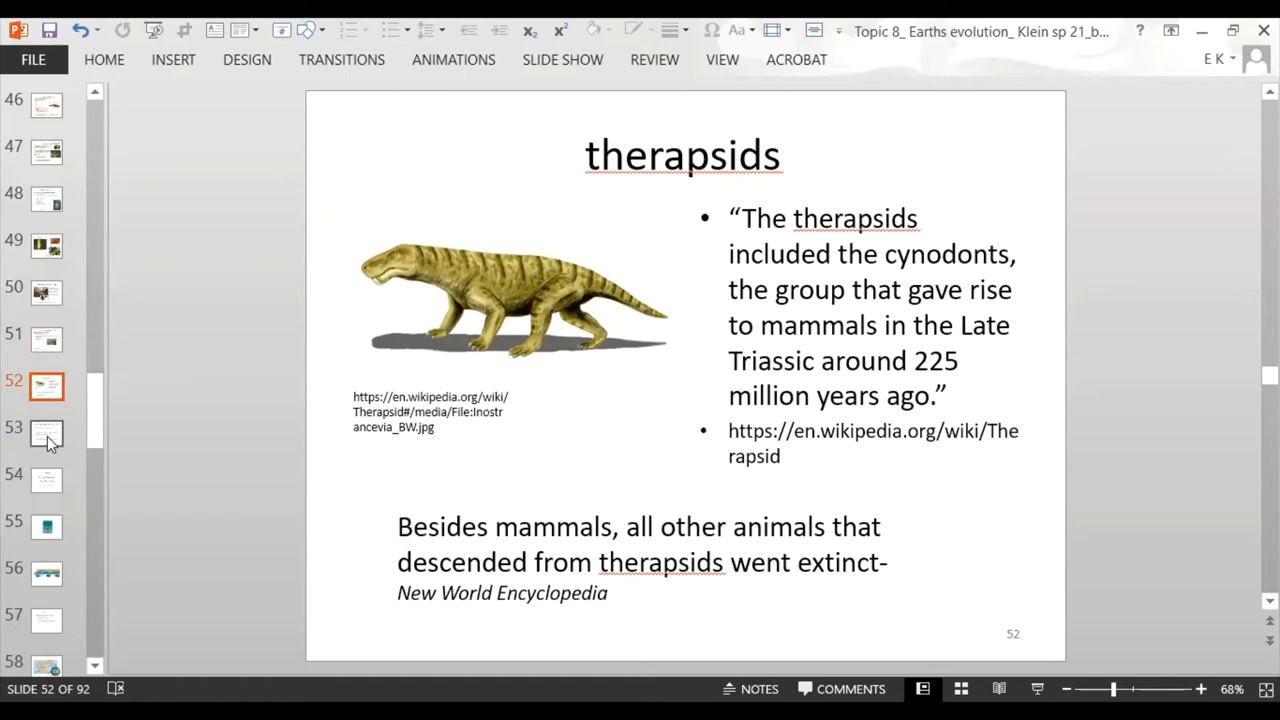 Topic 8_ Earths evolution_ Klein sp 21_b...
FILE HOME INSERT DESIGN TRANSITIONS ANIMATIONS SLIDE SHOW REVIEW VIEW ACROBAT E K
46
47
48
49
50
51
52
53
54
55
56
57
58
therapsids
• “The therapsids
included the cynodonts,
the group that gave rise
to mammals in the Late
Triassic around 225
million years ago.”
• https://en.wikipedia.org/wiki/The
rapsid
https://en.wikipedia.org/wiki/
Therapsid#/media/File:Inostr
ancevia_BW.jpg
Besides mammals, all other animals that
descended from therapsids went extinct-
New World Encyclopedia
52
SLIDE 52 OF 92 NOTES COMMENTS 68%